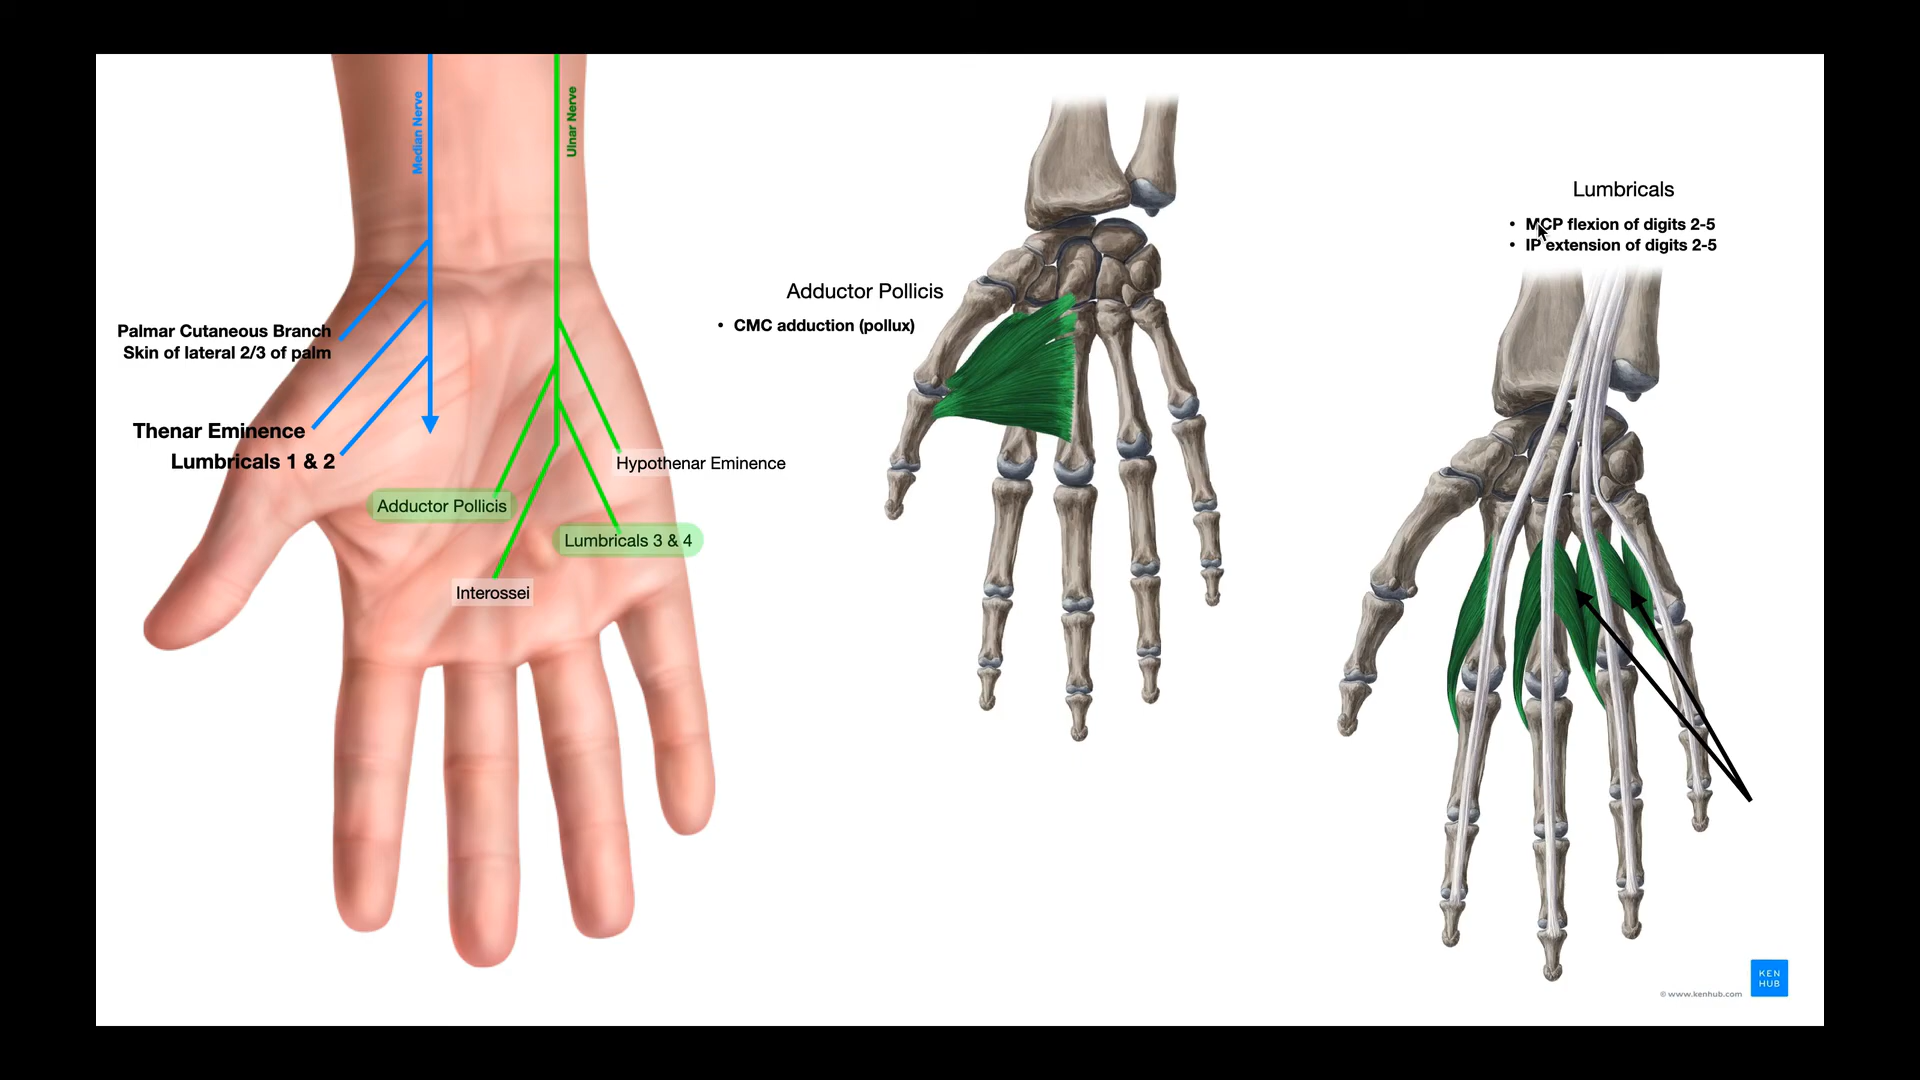 Median Nerve
Ulnar Nerve
Palmar Cutaneous Branch
Skin of lateral 2/3 of palm
Thenar Eminence
Lumbricals 1 & 2
Adductor Pollicis
Hypothenar Eminence
Lumbricals 3 & 4
Interossei
Adductor Pollicis
• CMC adduction (pollux)
Lumbricals
• MCP flexion of digits 2-5
• IP extension of digits 2-5
KEN
HUB
© www.kenhub.com